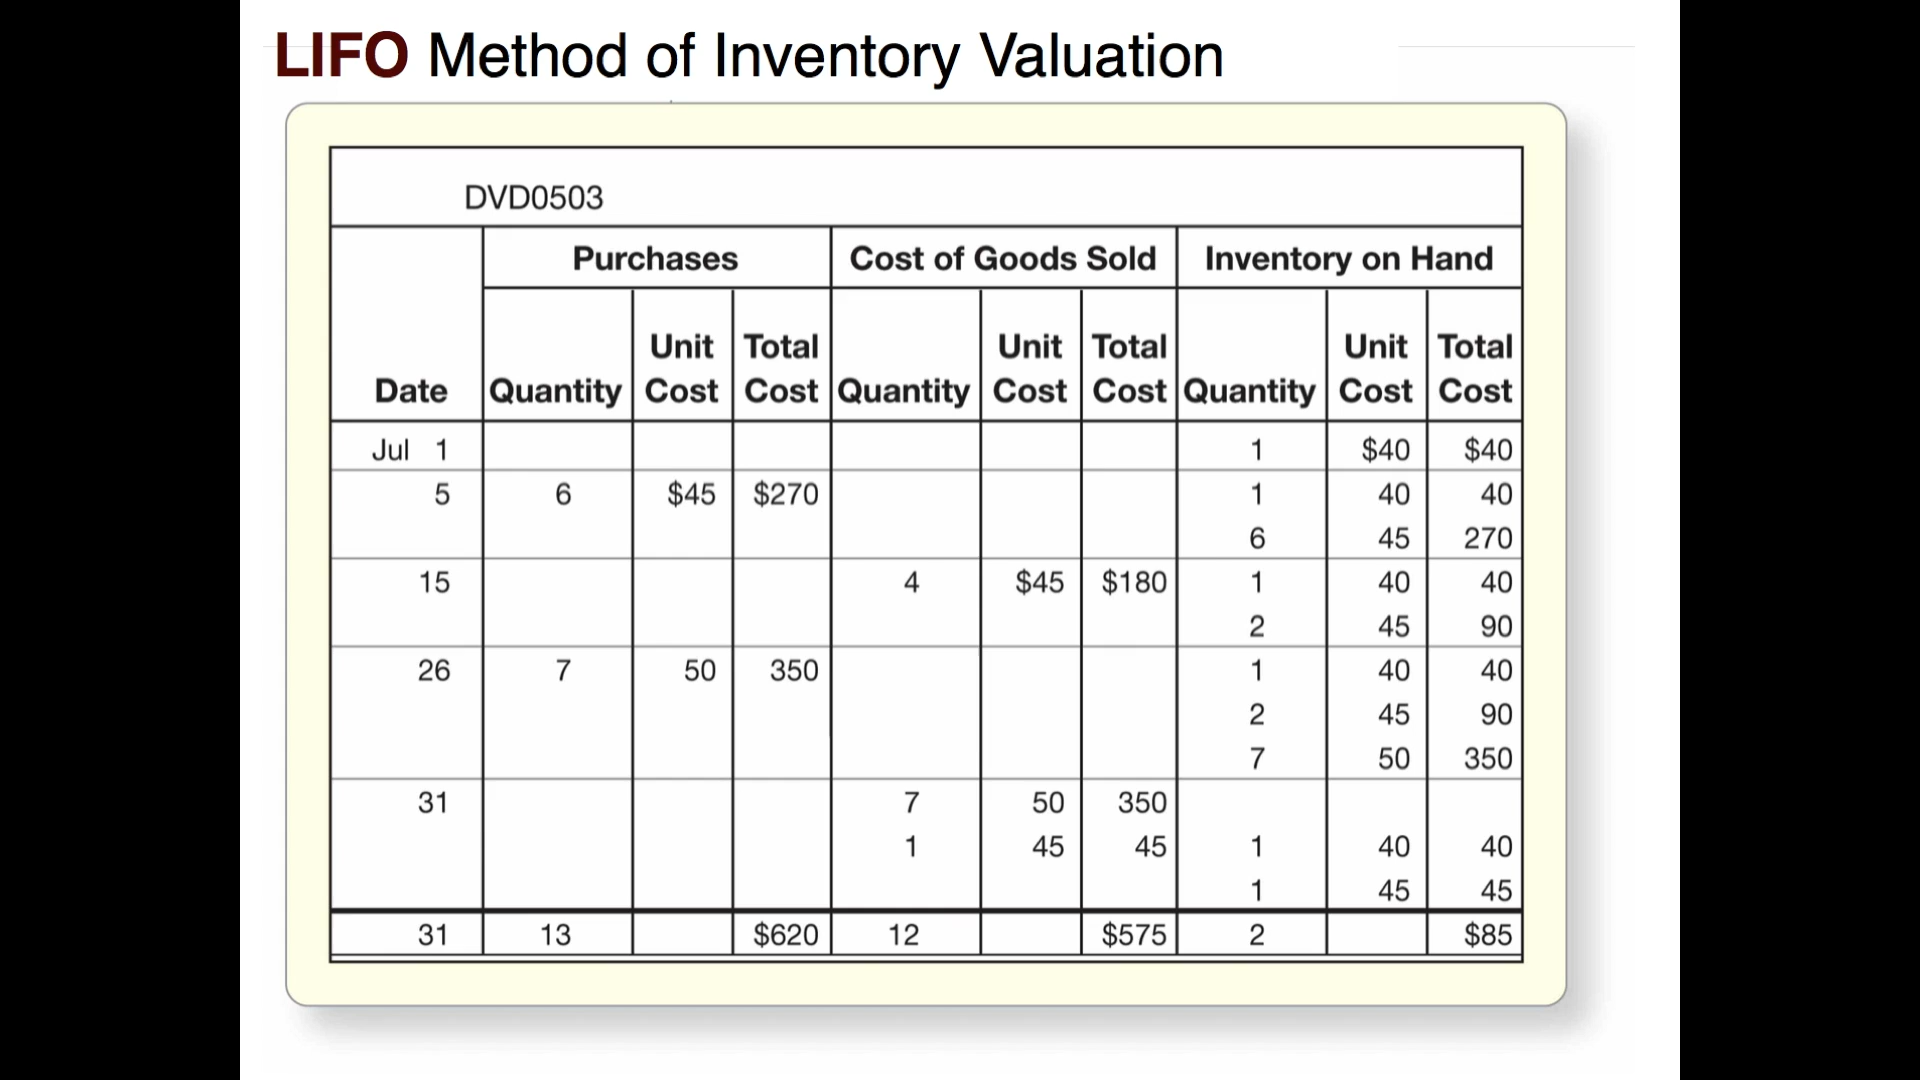 LIFO Method of Inventory Valuation
DVD0503
Purchases Cost of Goods Sold Inventory on Hand
Unit Total Unit Total Unit Total
Date Quantity Cost Cost Quantity Cost Cost Quantity Cost Cost
Jul 1 1 $40 $40
5 6 $45 $270 1 40 40
6 45 270
15 4 $45 $180 1 40 40
2 45 90
26 7 50 350 1 40 40
2 45 90
7 50 350
31 7 50 350
1 45 45 1 40 40
1 45 45
31 13 $620 12 $575 2 $85